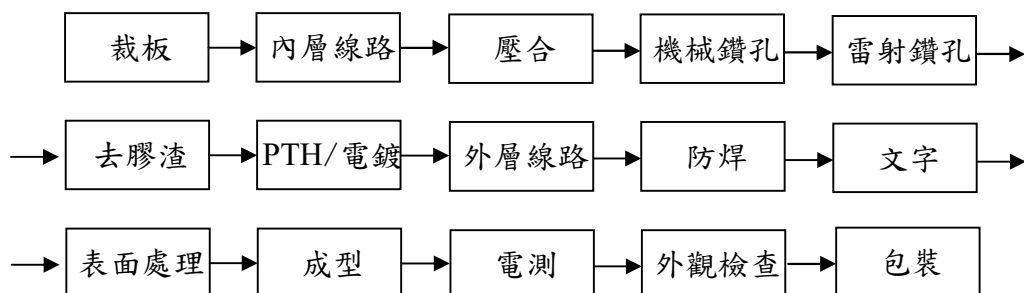 裁板 內層線路 壓合 機械鑽孔 雷射鑽孔
去膠渣 PTH/電鍍 外層線路 防焊 文字
表面處理 成型 電測 外觀檢查 包裝